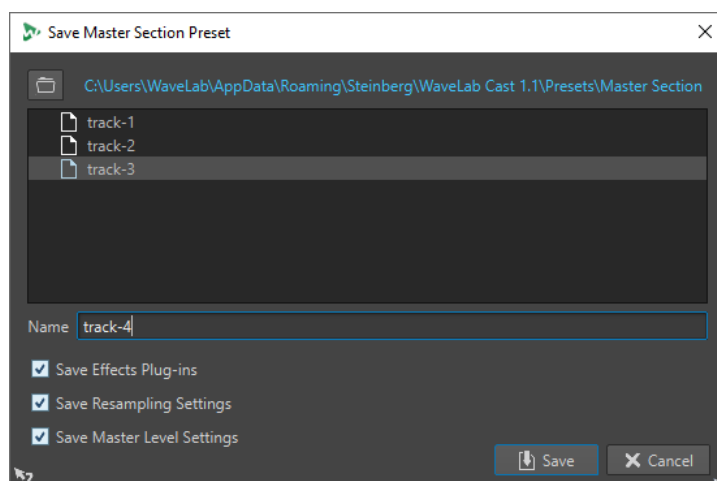 Save Master Section Preset
C:\Users\WaveLab\AppData\Roaming\Steinberg\WaveLab Cast 1.1\Presets\Master Section
track-1
track-2
track-3
Name track-4
Save Effects Plug-ins
Save Resampling Settings
Save Master Level Settings
Save Cancel